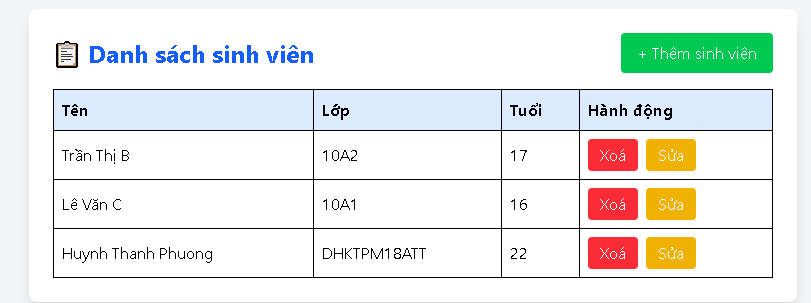 Danh sách sinh viên
+ Thêm sinh viên
Tên Lớp Tuổi Hành động
Trần Thị B 10A2 17 Xoá Sửa
Lê Văn C 10A1 16 Xoá Sửa
Huynh Thanh Phuong DHKTPM18ATT 22 Xoá Sửa